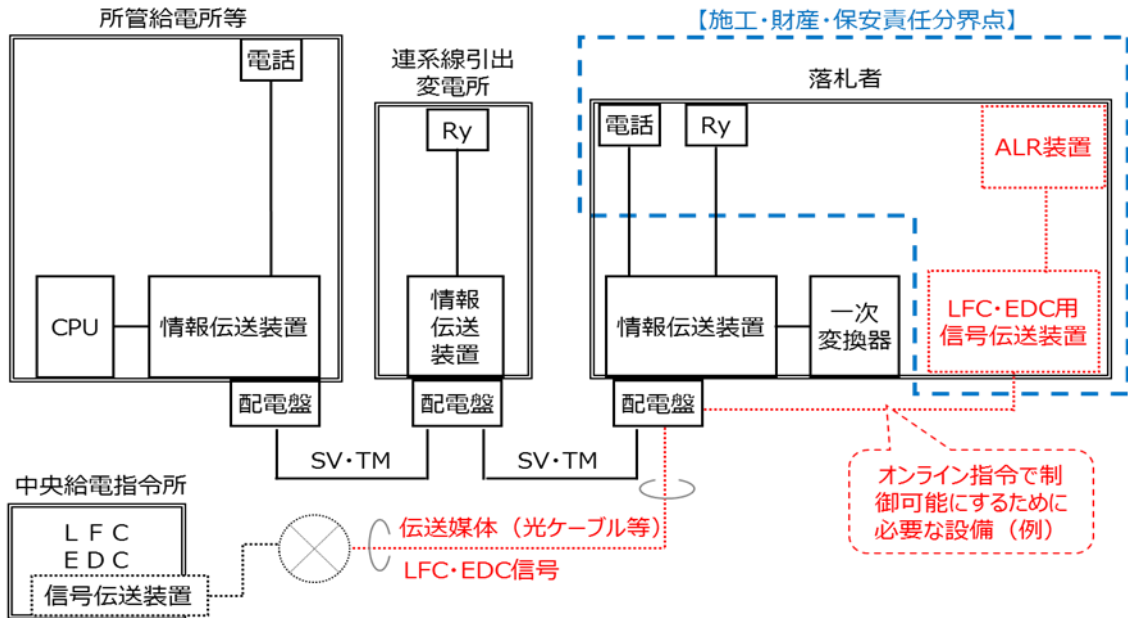 所管給電所等
電話
CPU
情報伝送装置
配電盤
連系線引出
変電所
Ry
情報
伝送
装置
配電盤
【施工・財産・保安責任分界点】
落札者
電話
Ry
ALR装置
情報伝送装置
一次
変換器
LFC・EDC用
信号伝送装置
配電盤
SV・TM
SV・TM
オンライン指令で制
御可能にするために
必要な設備（例）
中央給電指令所
ＬＦＣ
ＥＤＣ
信号伝送装置
伝送媒体（光ケーブル等）
LFC・EDC信号